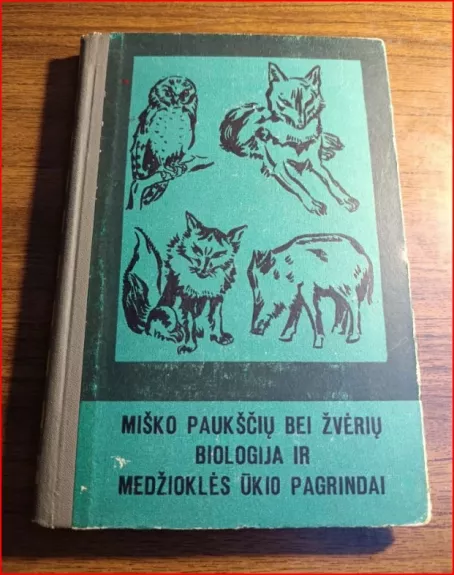 MIŠKO PAUKŠČIŲ BEI ŽVĖRIŲ
BIOLOGIJA IR
MEDŽIOKLĖS ŪKIO PAGRINDAI